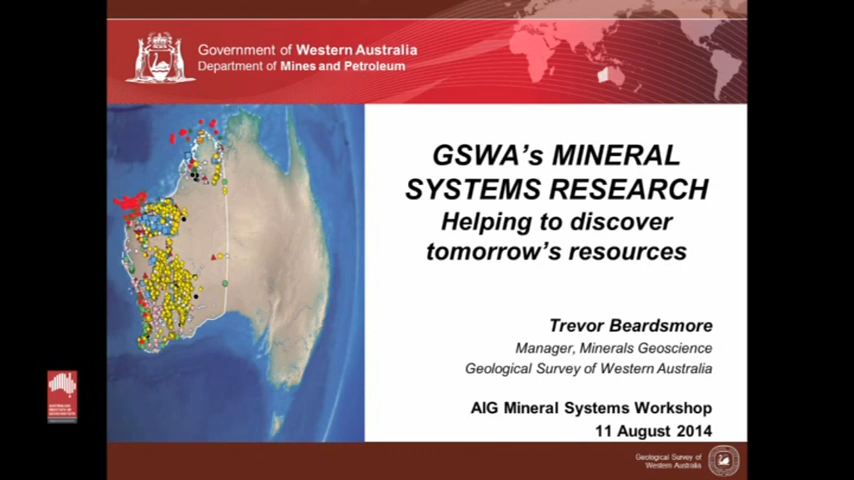 Government of Western Australia
Department of Mines and Petroleum
GSWA's MINERAL
SYSTEMS RESEARCH
Helping to discover
tomorrow's resources
Trevor Beardsmore
Manager, Minerals Geoscience
Geological Survey of Western Australia
AIG Mineral Systems Workshop
11 August 2014
Geological Survey of
Western Australia